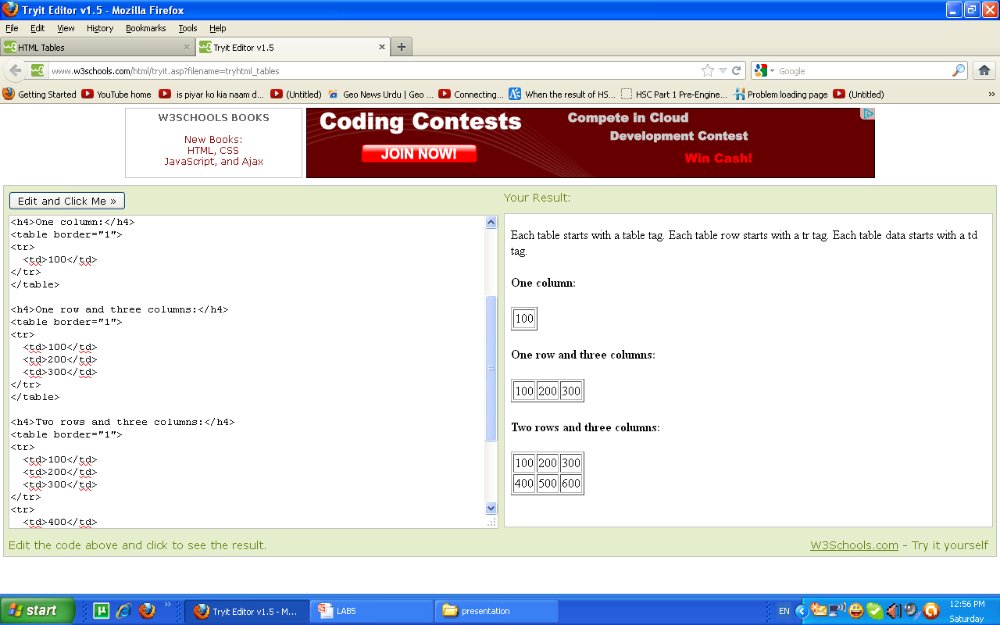 Tryit Editor v1.5 - Mozilla Firefox
File Edit View History Bookmarks Tools Help
HTML Tables
Tryit Editor v1.5
www.w3schools.com/html/tryit.asp?filename=tryhtml_tables
Google
Getting Started YouTube home is piyar ko kia naam d... (Untitled) Geo News Urdu | Geo ... Connecting... When the result of HS... HSC Part 1 Pre-Engine... Problem loading page (Untitled) »
W3SCHOOLS BOOKS
New Books:
HTML, CSS
JavaScript, and Ajax
Coding Contests
JOIN NOW!
Compete in Cloud
Development Contest
Win Cash!
Edit and Click Me »
<h4>One column:</h4>
<table border="1">
<tr>
  <td>100</td>
</tr>
</table>

<h4>One row and three columns:</h4>
<table border="1">
<tr>
  <td>100</td>
  <td>200</td>
  <td>300</td>
</tr>
</table>

<h4>Two rows and three columns:</h4>
<table border="1">
<tr>
  <td>100</td>
  <td>200</td>
  <td>300</td>
</tr>
<tr>
  <td>400</td>
Edit the code above and click to see the result.
Your Result:
Each table starts with a table tag. Each table row starts with a tr tag. Each table data starts with a td
tag.
One column:
100
One row and three columns:
100 200 300
Two rows and three columns:
100 200 300
400 500 600
W3Schools.com - Try it yourself
start
»
Tryit Editor v1.5 - M...
LAB5
presentation
EN
12:56 PM
Saturday